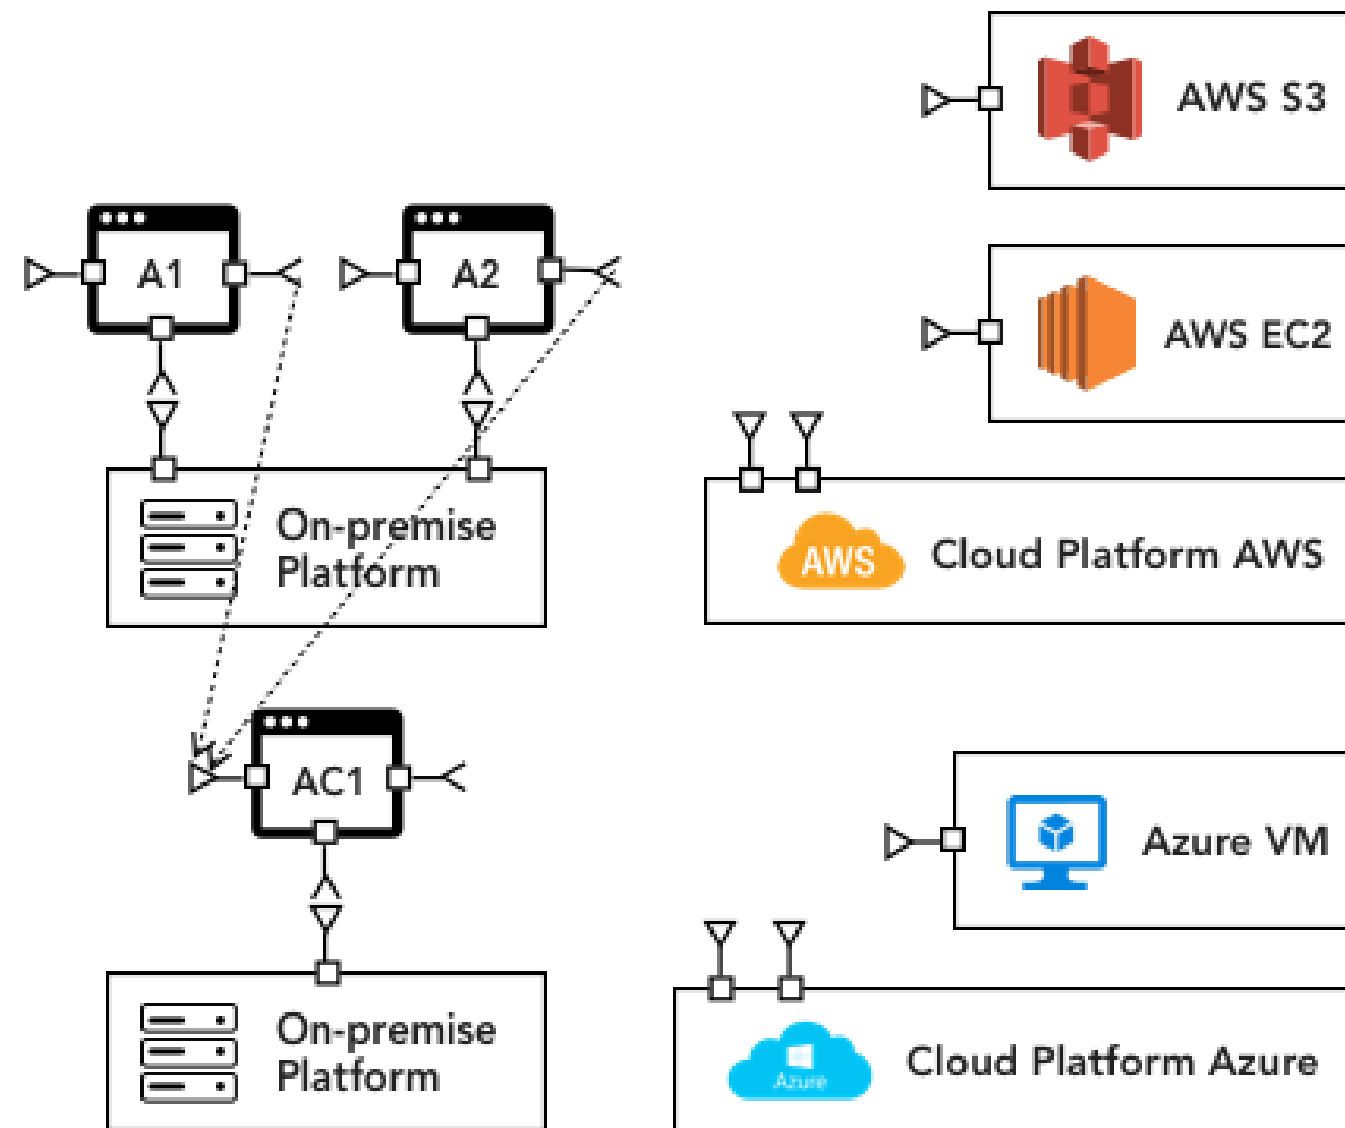 AWS S3
A1
A2
AWS EC2
On-premise
Platform
AWS
Cloud Platform AWS
AC1
Azure VM
On-premise
Platform
Azure
Cloud Platform Azure